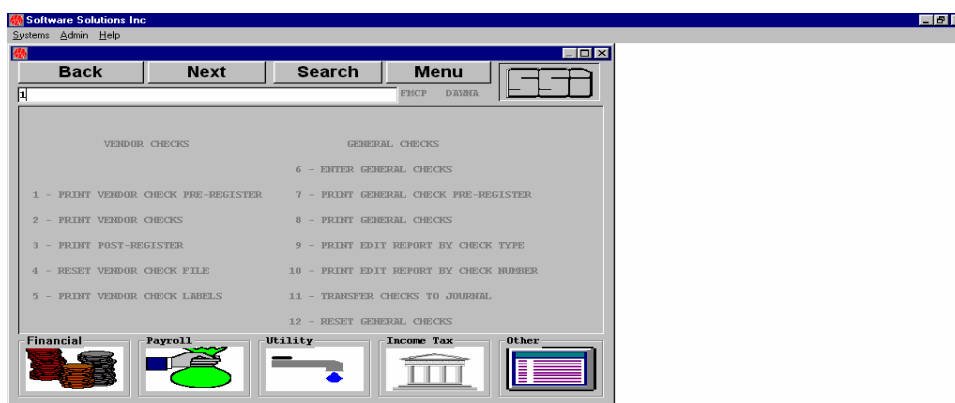 Software Solutions Inc
Systems Admin Help
Back Next Search Menu
SSI
1 FMCP DAWNA
VENDOR CHECKS GENERAL CHECKS
6 - ENTER GENERAL CHECKS
1 - PRINT VENDOR CHECK PRE-REGISTER 7 - PRINT GENERAL CHECK PRE-REGISTER
2 - PRINT VENDOR CHECKS 8 - PRINT GENERAL CHECKS
3 - PRINT POST-REGISTER 9 - PRINT EDIT REPORT BY CHECK TYPE
4 - RESET VENDOR CHECK FILE 10 - PRINT EDIT REPORT BY CHECK NUMBER
5 - PRINT VENDOR CHECK LABELS 11 - TRANSFER CHECKS TO JOURNAL
12 - RESET GENERAL CHECKS
Financial Payroll Utility Income Tax Other